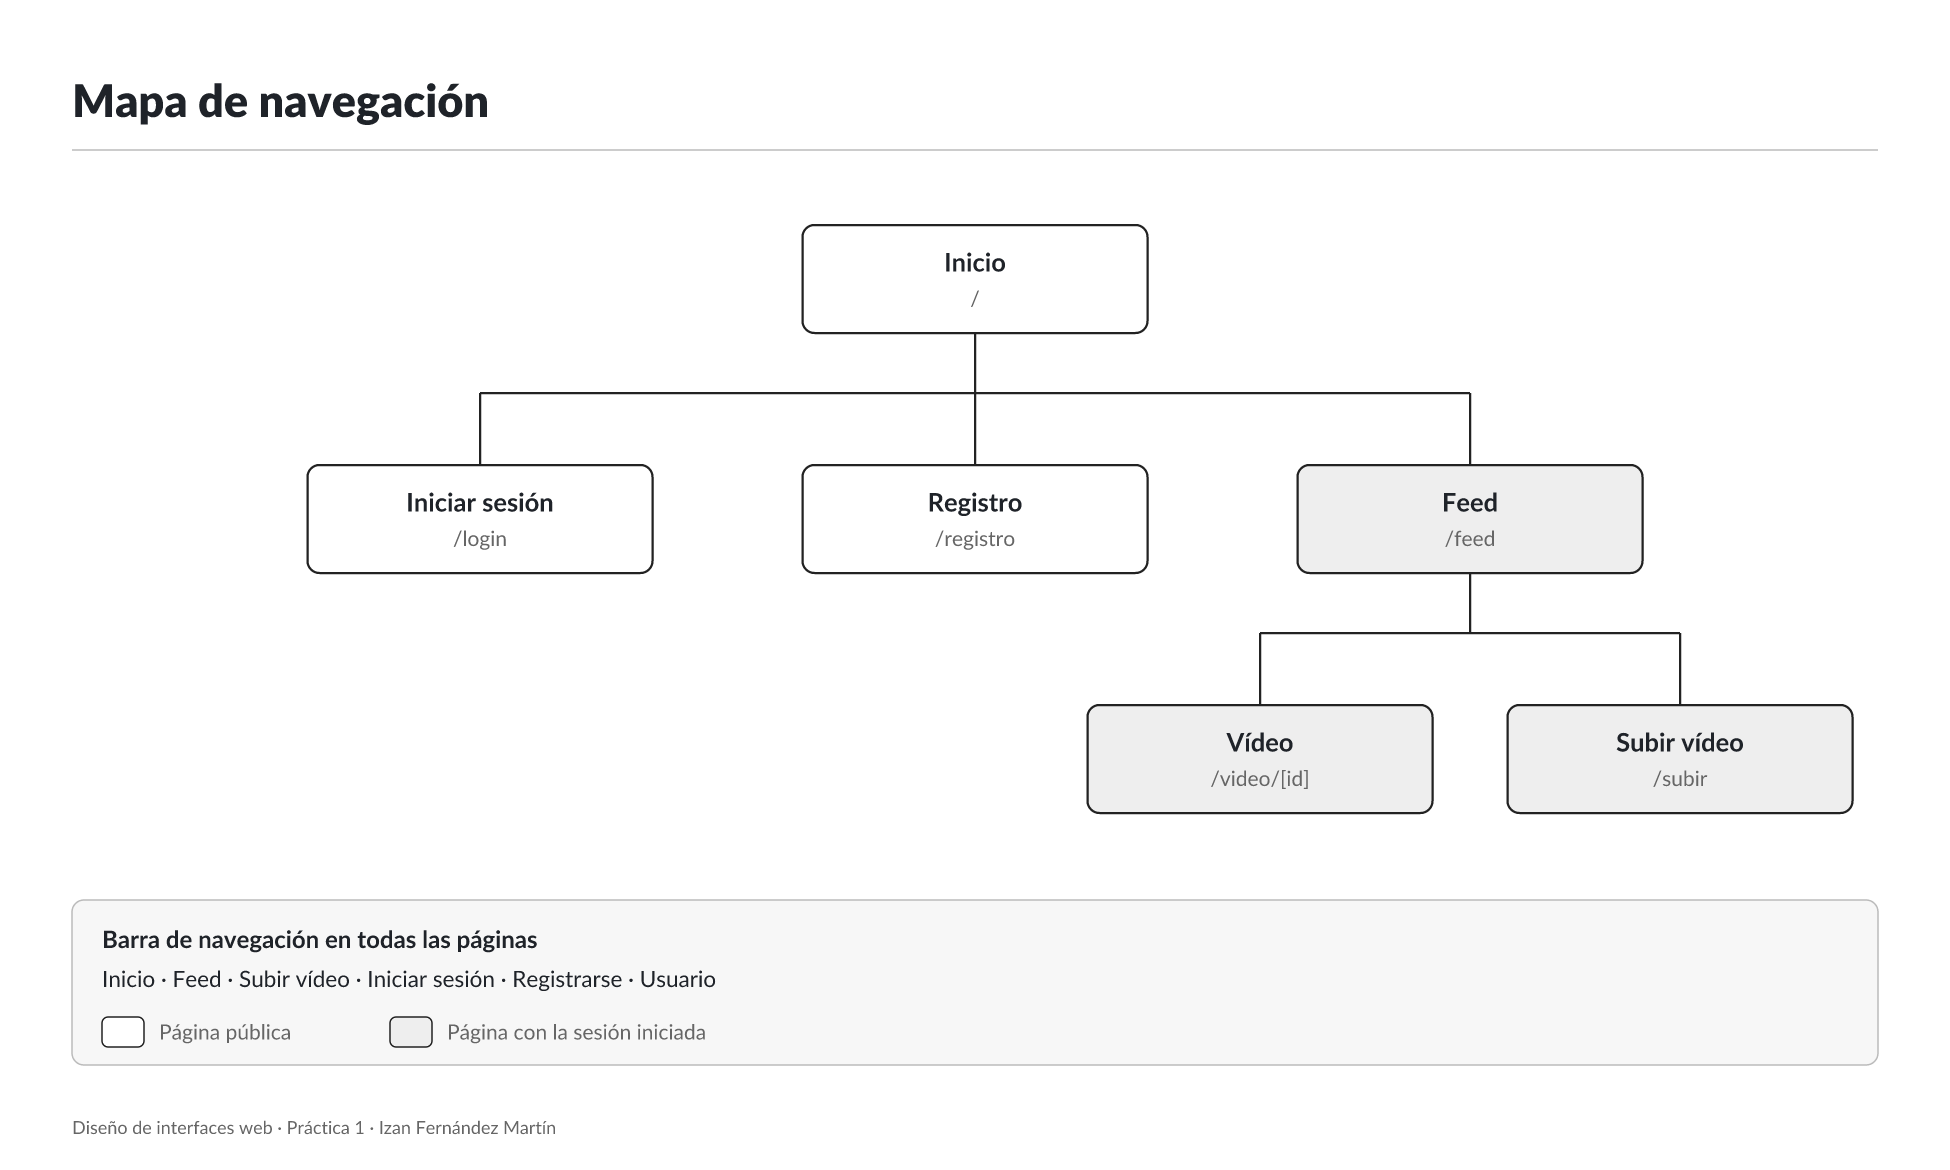 Mapa de navegación
Inicio
/
Iniciar sesión
/login
Registro
/registro
Feed
/feed
Vídeo
/video/[id]
Subir vídeo
/subir
Barra de navegación en todas las páginas
Inicio · Feed · Subir vídeo · Iniciar sesión · Registrarse · Usuario
Página pública
Página con la sesión iniciada
Diseño de interfaces web · Práctica 1 · Izan Fernández Martín